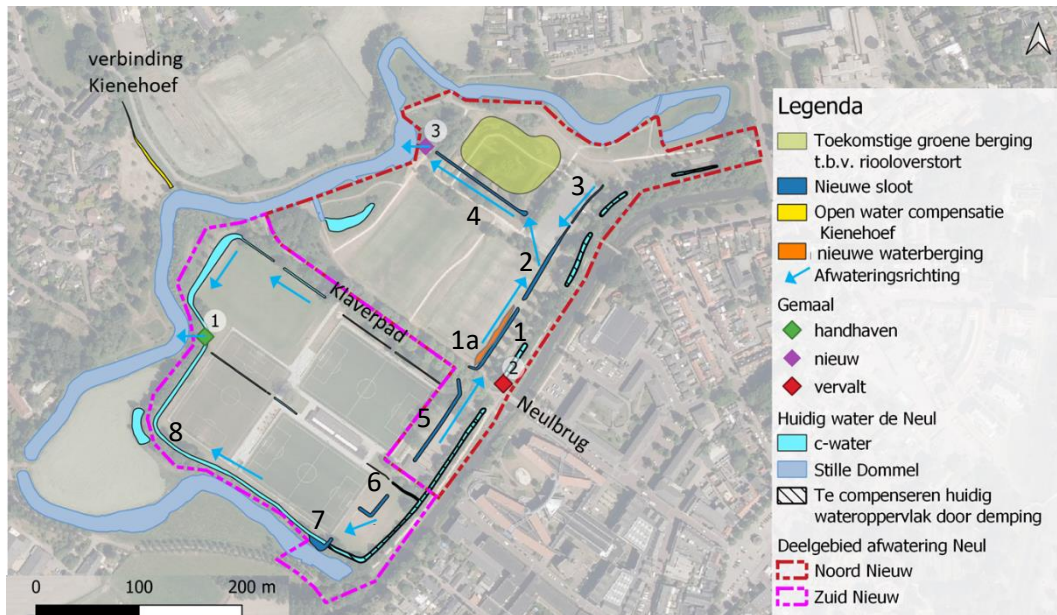 verbinding
Kienehoef
3
3
4
2
Klaverpad
1
1a
1
2
Neulbrug
5
8
6
7
0 100 200 m
Legenda
Toekomstige groene berging
t.b.v. riooloverstort
Nieuwe sloot
Open water compensatie
Kienehoef
nieuwe waterberging
Afwateringsrichting
Gemaal
handhaven
nieuw
vervalt
Huidig water de Neul
c-water
Stille Dommel
Te compenseren huidig
wateroppervlak door demping
Deelgebied afwatering Neul
Noord Nieuw
Zuid Nieuw